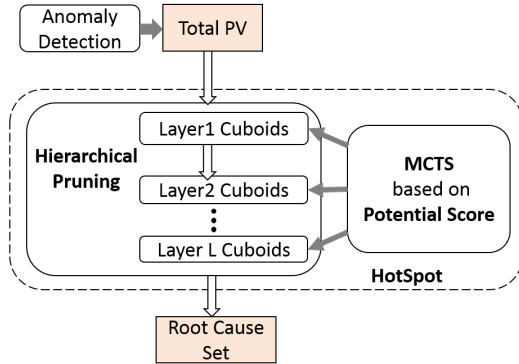 Anomaly
Detection
Total PV
Layer1 Cuboids
Hierarchical
Pruning
Layer2 Cuboids
Layer L Cuboids
MCTS
based on
Potential Score
HotSpot
Root Cause
Set